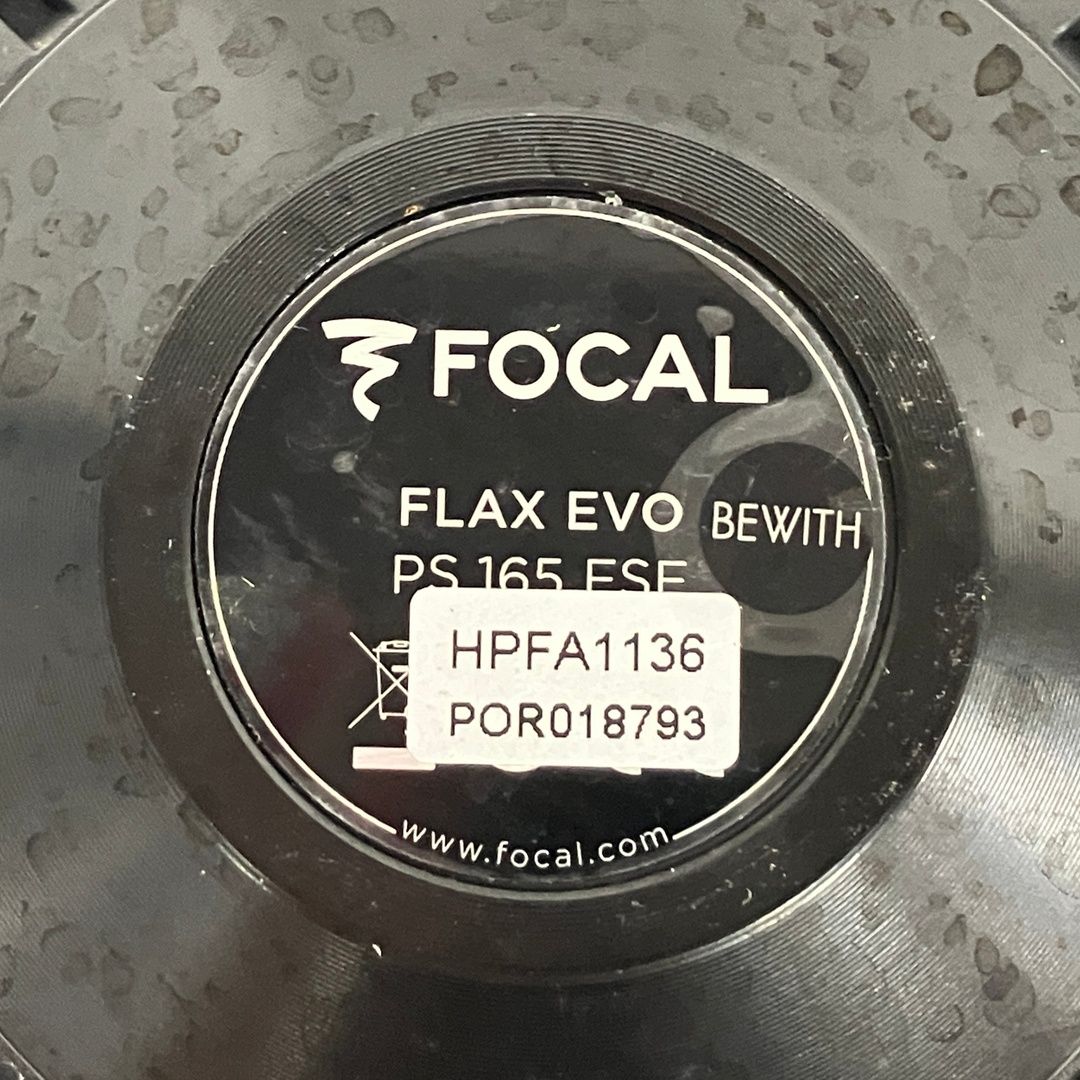 FOCAL
FLAX EVO
BEWITH
PS 165 FSE
HPFA1136
POR018793
www.focal.com